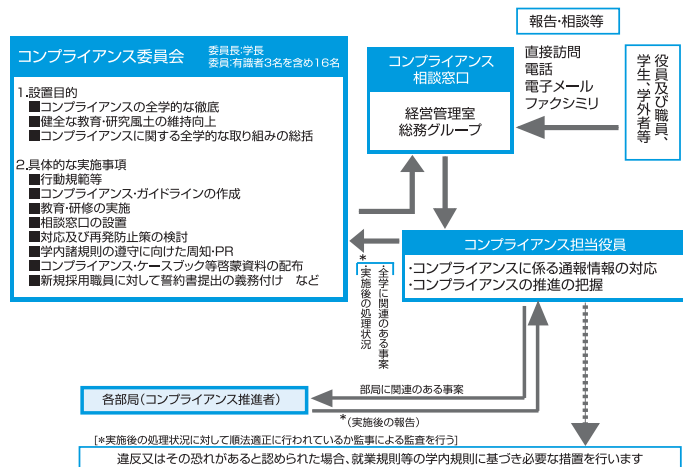 コンプライアンス委員会
委員長:学長
委員:有識者3名を含め16名
1.設置目的
■コンプライアンスの全学的な徹底
■健全な教育・研究風土の維持向上
■コンプライアンスに関する全学的な取り組みの総括
2.具体的な実施事項
■行動規範等
■コンプライアンス・ガイドラインの作成
■教育・研修の実施
■相談窓口の設置
■対応及び再発防止策の検討
■学内諸規則の遵守に向けた周知・PR
■コンプライアンス・ケースブック等啓蒙資料の配布
■新規採用職員に対して誓約書提出の義務付け など
コンプライアンス
相談窓口
経営管理室
総務グループ
報告・相談等
直接訪問
電話
電子メール
ファクシミリ
役員及び職員、
学生、学外者等
コンプライアンス担当役員
・コンプライアンスに係る通報情報の対応
・コンプライアンスの推進の把握
・全学に関連のある事案
*・実施後の処理状況
各部局(コンプライアンス推進者)
部局に関連のある事案
*(実施後の報告)
[*実施後の処理状況に対して順法適正に行われているか監事による監査を行う]
違反又はその恐れがあると認められた場合、就業規則等の学内規則に基づき必要な措置を行います